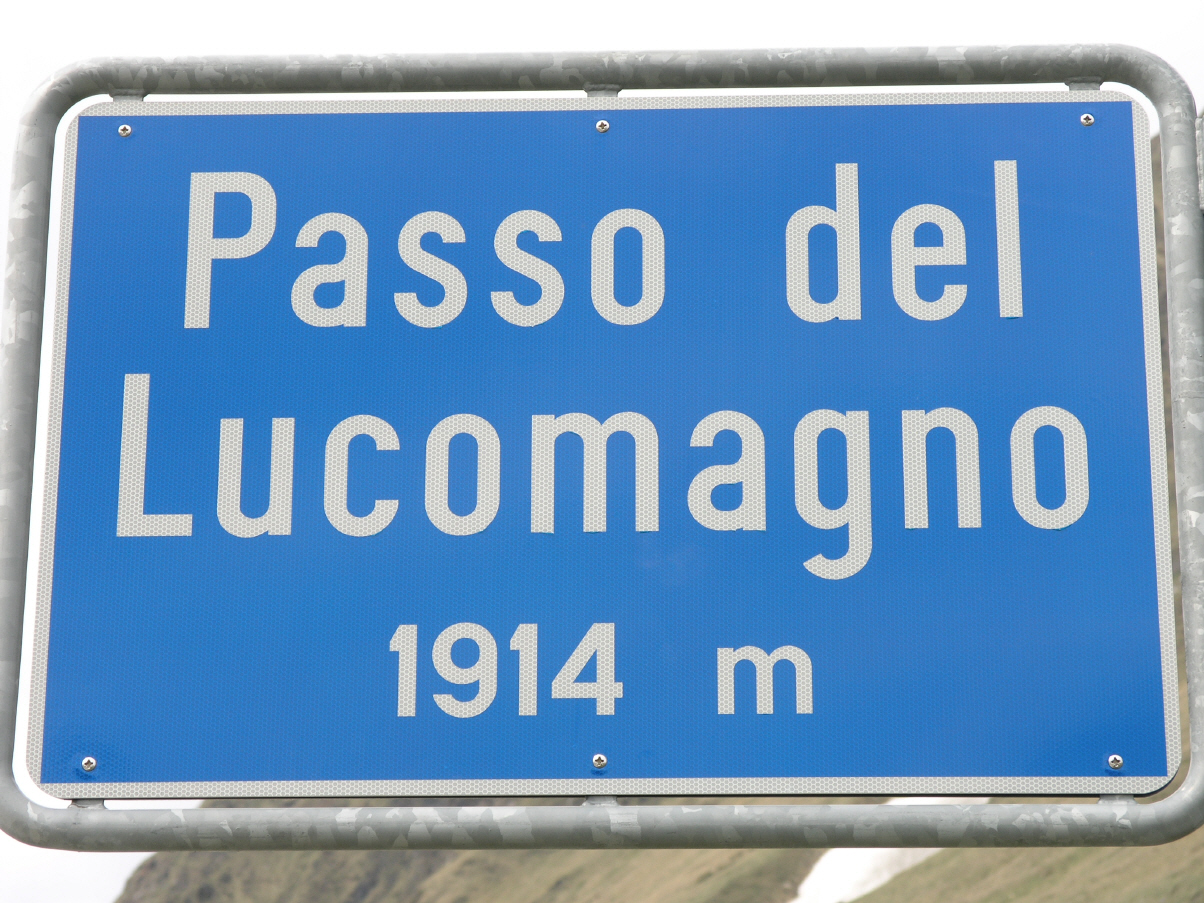 Passo del
Lucomagno
1914 m